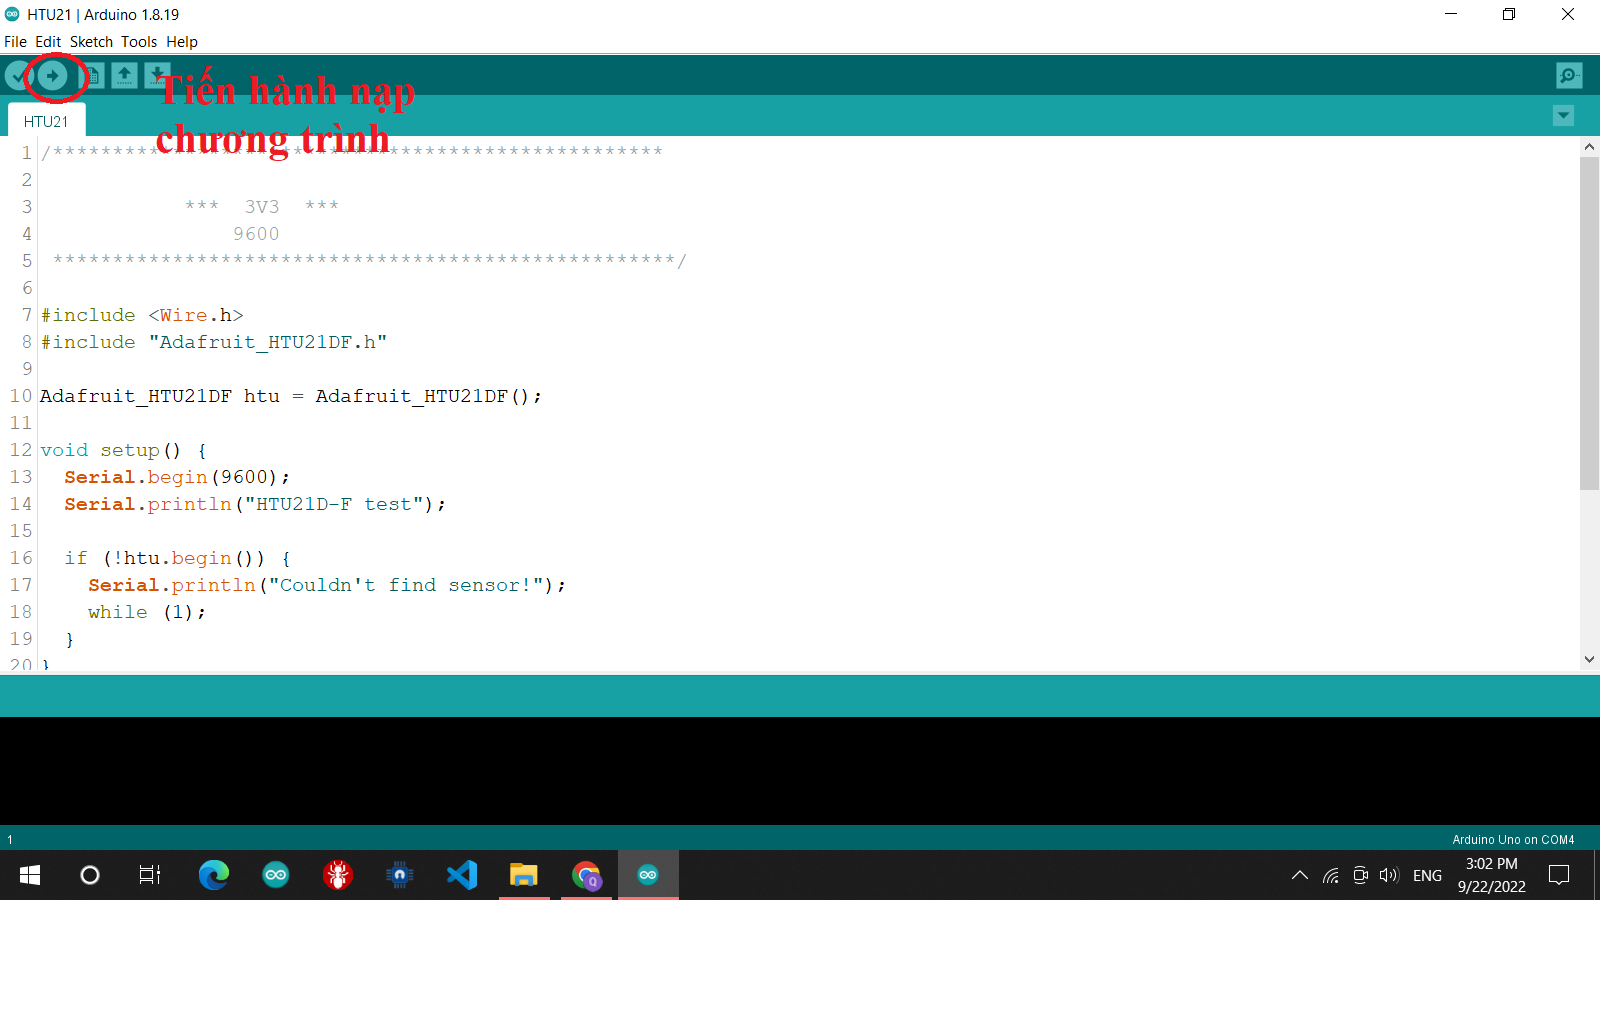 HTU21 | Arduino 1.8.19
File Edit Sketch Tools Help
Tiến hành nạp
chương trình
HTU21
1 /***************************************************
2
3 *** 3V3 ***
4 9600
5 ****************************************************/
6
7 #include <Wire.h>
8 #include "Adafruit_HTU21DF.h"
9
10 Adafruit_HTU21DF htu = Adafruit_HTU21DF();
11
12 void setup() {
13 Serial.begin(9600);
14 Serial.println("HTU21D-F test");
15
16 if (!htu.begin()) {
17 Serial.println("Couldn't find sensor!");
18 while (1);
19 }
20 }
1 Arduino Uno on COM4
Q
ENG
3:02 PM
9/22/2022